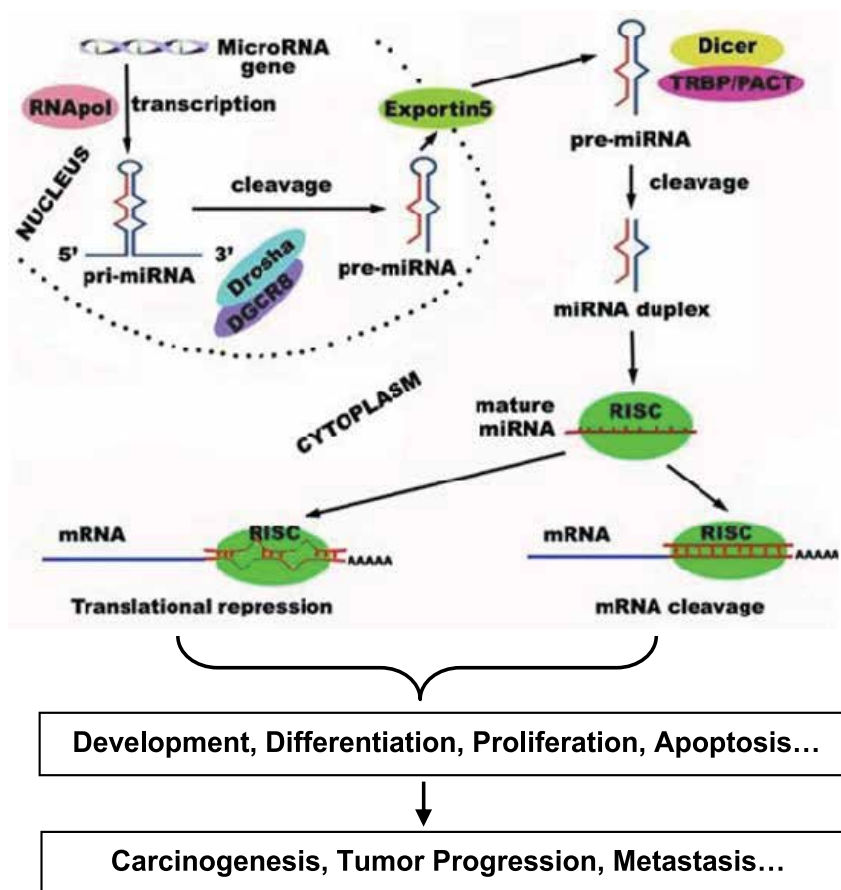 MicroRNA
gene
RNApol
transcription
NUCLEUS
5'
3'
pri-miRNA
cleavage
Drosha
DGCR8
pre-miRNA
Exportin5
Dicer
TRBP/PACT
pre-miRNA
cleavage
miRNA duplex
CYTOPLASM
mature
miRNA
RISC
mRNA
RISC
AAAAA
Translational repression
mRNA
RISC
AAAAA
mRNA cleavage
Development, Differentiation, Proliferation, Apoptosis…
Carcinogenesis, Tumor Progression, Metastasis…